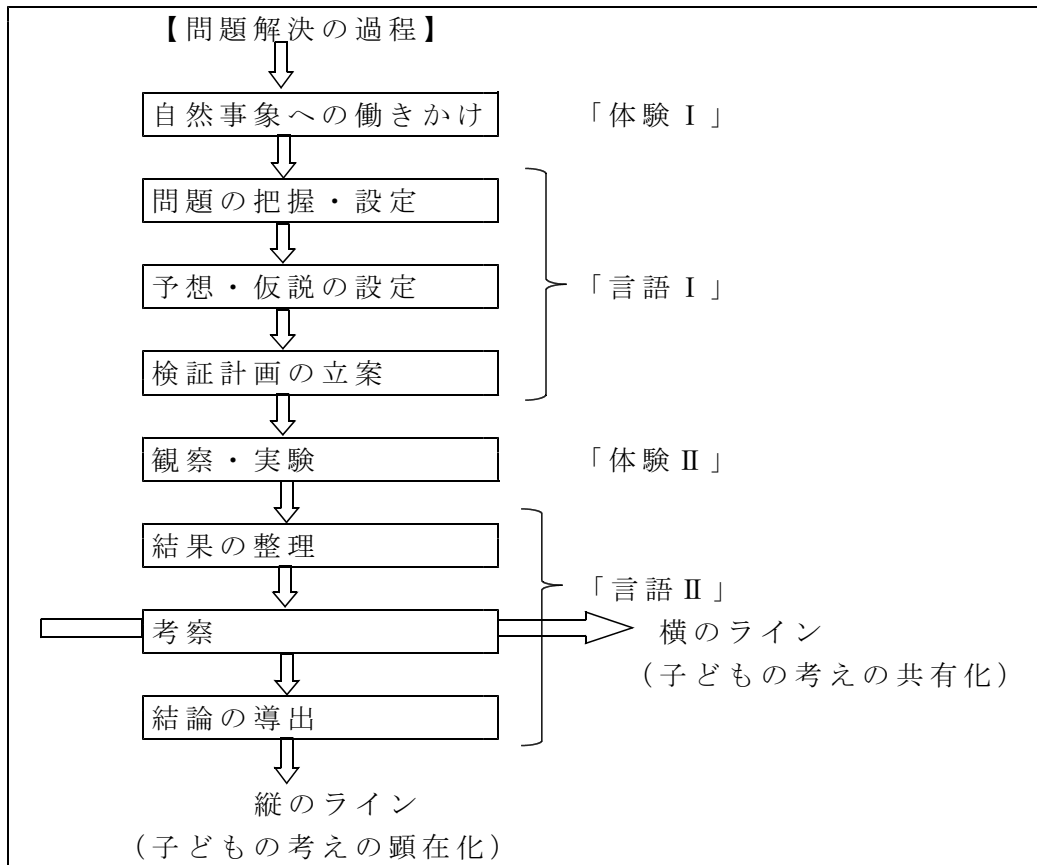 【問題解決の過程】
自然事象への働きかけ 「体験Ⅰ」
問題の把握・設定
予想・仮説の設定 「言語Ⅰ」
検証計画の立案
観察・実験 「体験Ⅱ」
結果の整理
「言語Ⅱ」
考察 横のライン
(子どもの考えの共有化)
結論の導出
縦のライン
(子どもの考えの顕在化)